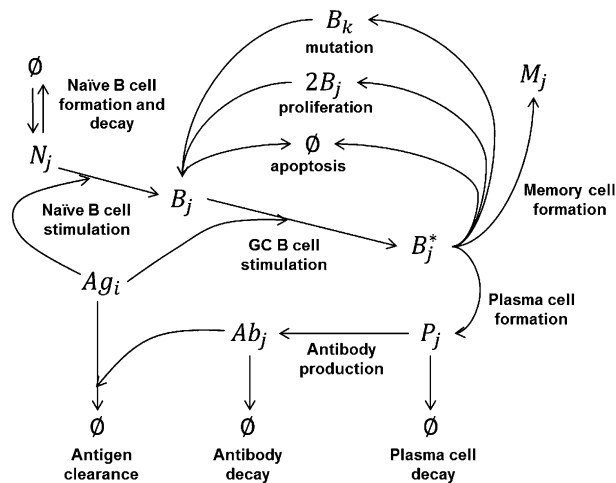 B_k
mutation
∅
Naïve B cell
formation and
decay
2B_j
proliferation
M_j
N_j
∅
apoptosis
B_j
Naïve B cell
stimulation
GC B cell
stimulation
B_j^*
Memory cell
formation
Ag_i
Plasma cell
formation
Ab_j
Antibody
production
P_j
∅
Antigen
clearance
∅
Antibody
decay
∅
Plasma cell
decay